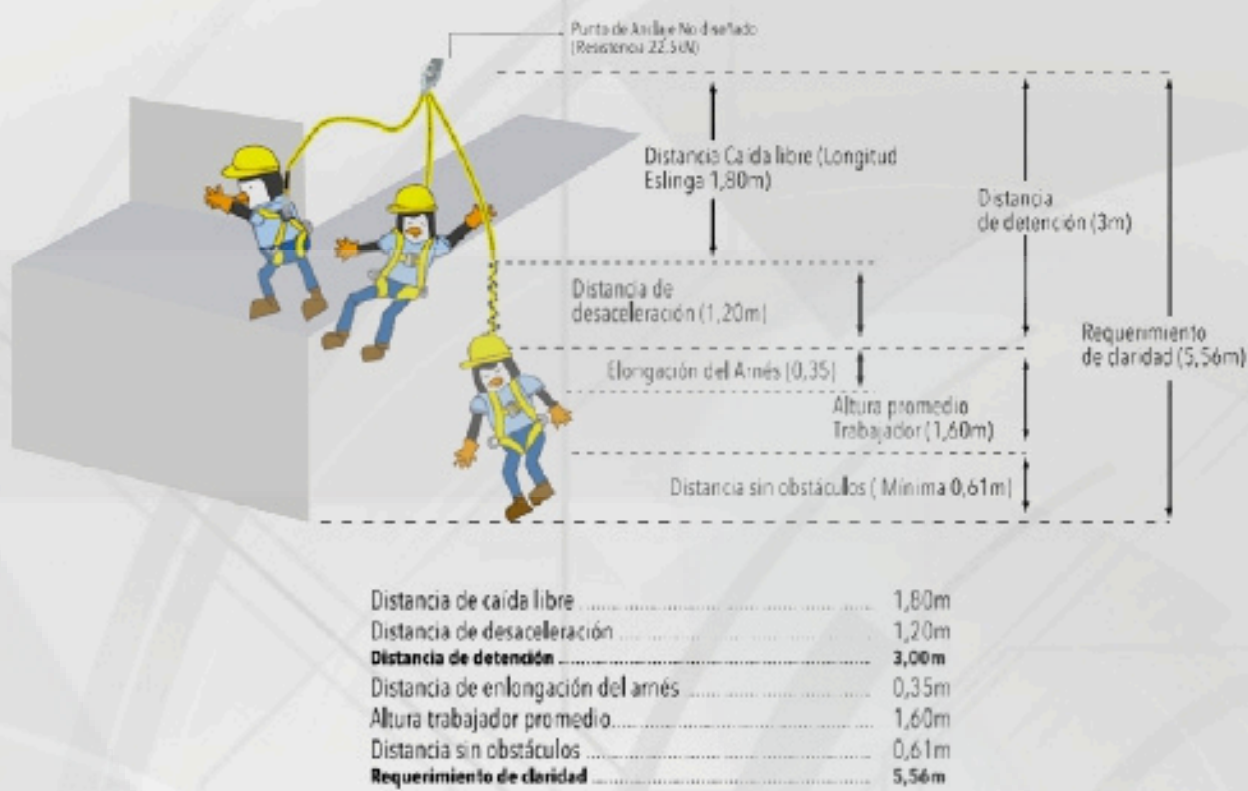 Punto de Anclaje No diseñado
(Resistencia 22.5kN)
Distancia Caida libre (Longitud
Eslinga 1,80m)
Distancia
de detención (3m)
Distancia de
desaceleración (1,20m)
Requerimiento
de claridad (5,56m)
Elongación del Arnés (0,35)
Altura promedio
Trabajador (1,60m)
Distancia sin obstáculos ( Mínima 0,61m)
Distancia de caída libre ........ 1,80m
Distancia de desaceleración ........ 1,20m
Distancia de detención ........ 3,00m
Distancia de enlongación del arnés ........ 0,35m
Altura trabajador promedio ........ 1,60m
Distancia sin obstáculos ........ 0,61m
Requerimiento de claridad ........ 5,56m